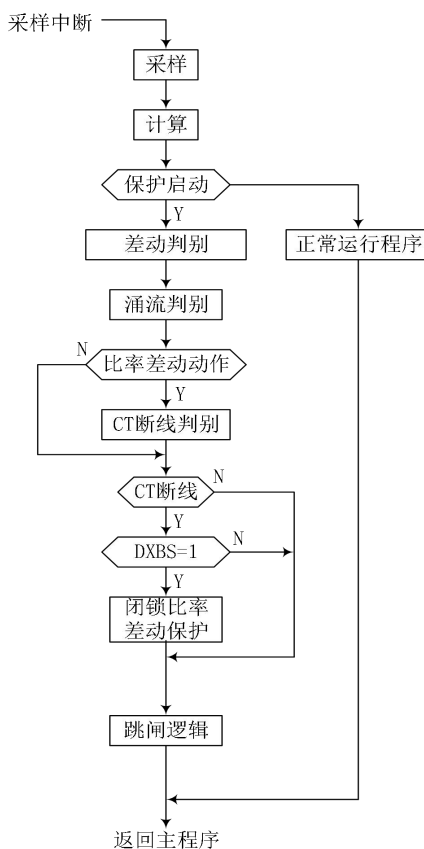 采样中断
采样
计算
保护启动
Y
差动判别
正常运行程序
涌流判别
N
比率差动动作
Y
CT断线判别
CT断线
N
Y
DXBS=1
N
Y
闭锁比率
差动保护
跳闸逻辑
返回主程序